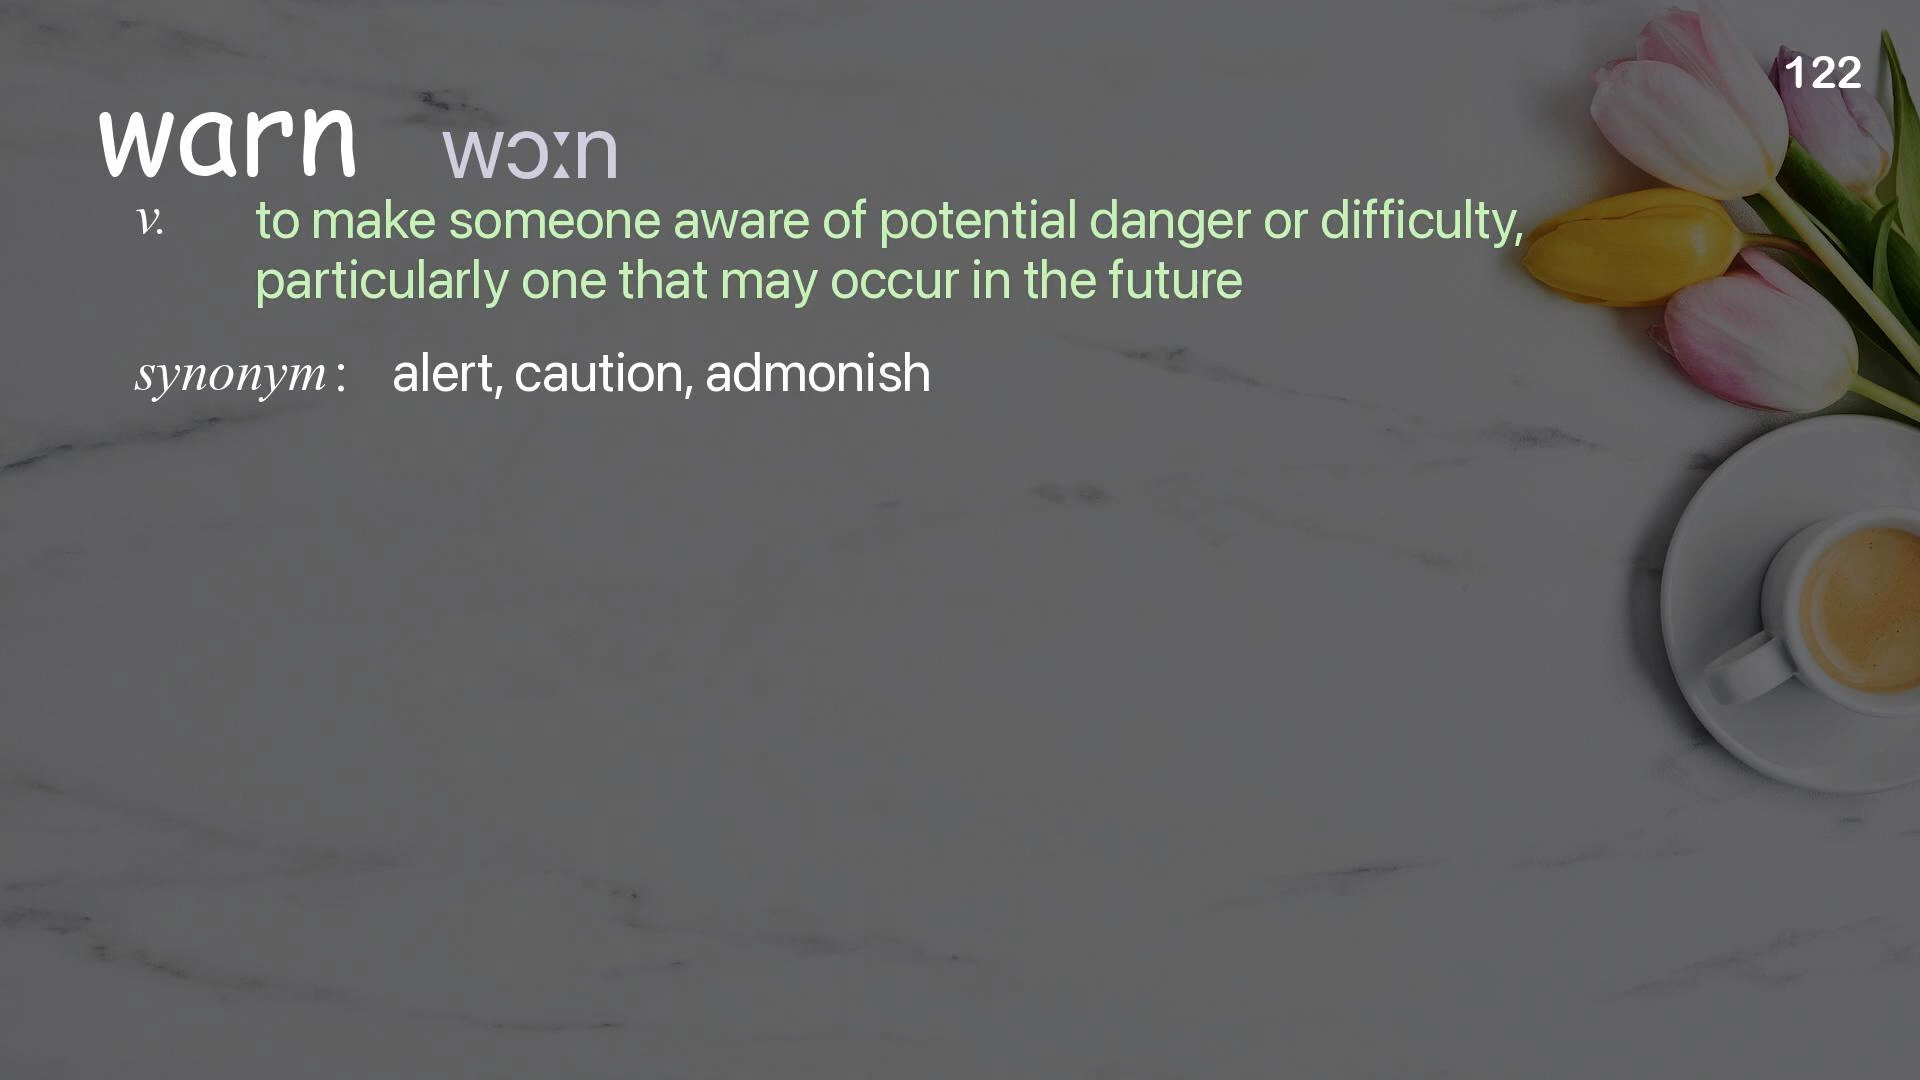 122
warn wɔːn
v. to make someone aware of potential danger or difficulty,
particularly one that may occur in the future
synonym : alert, caution, admonish